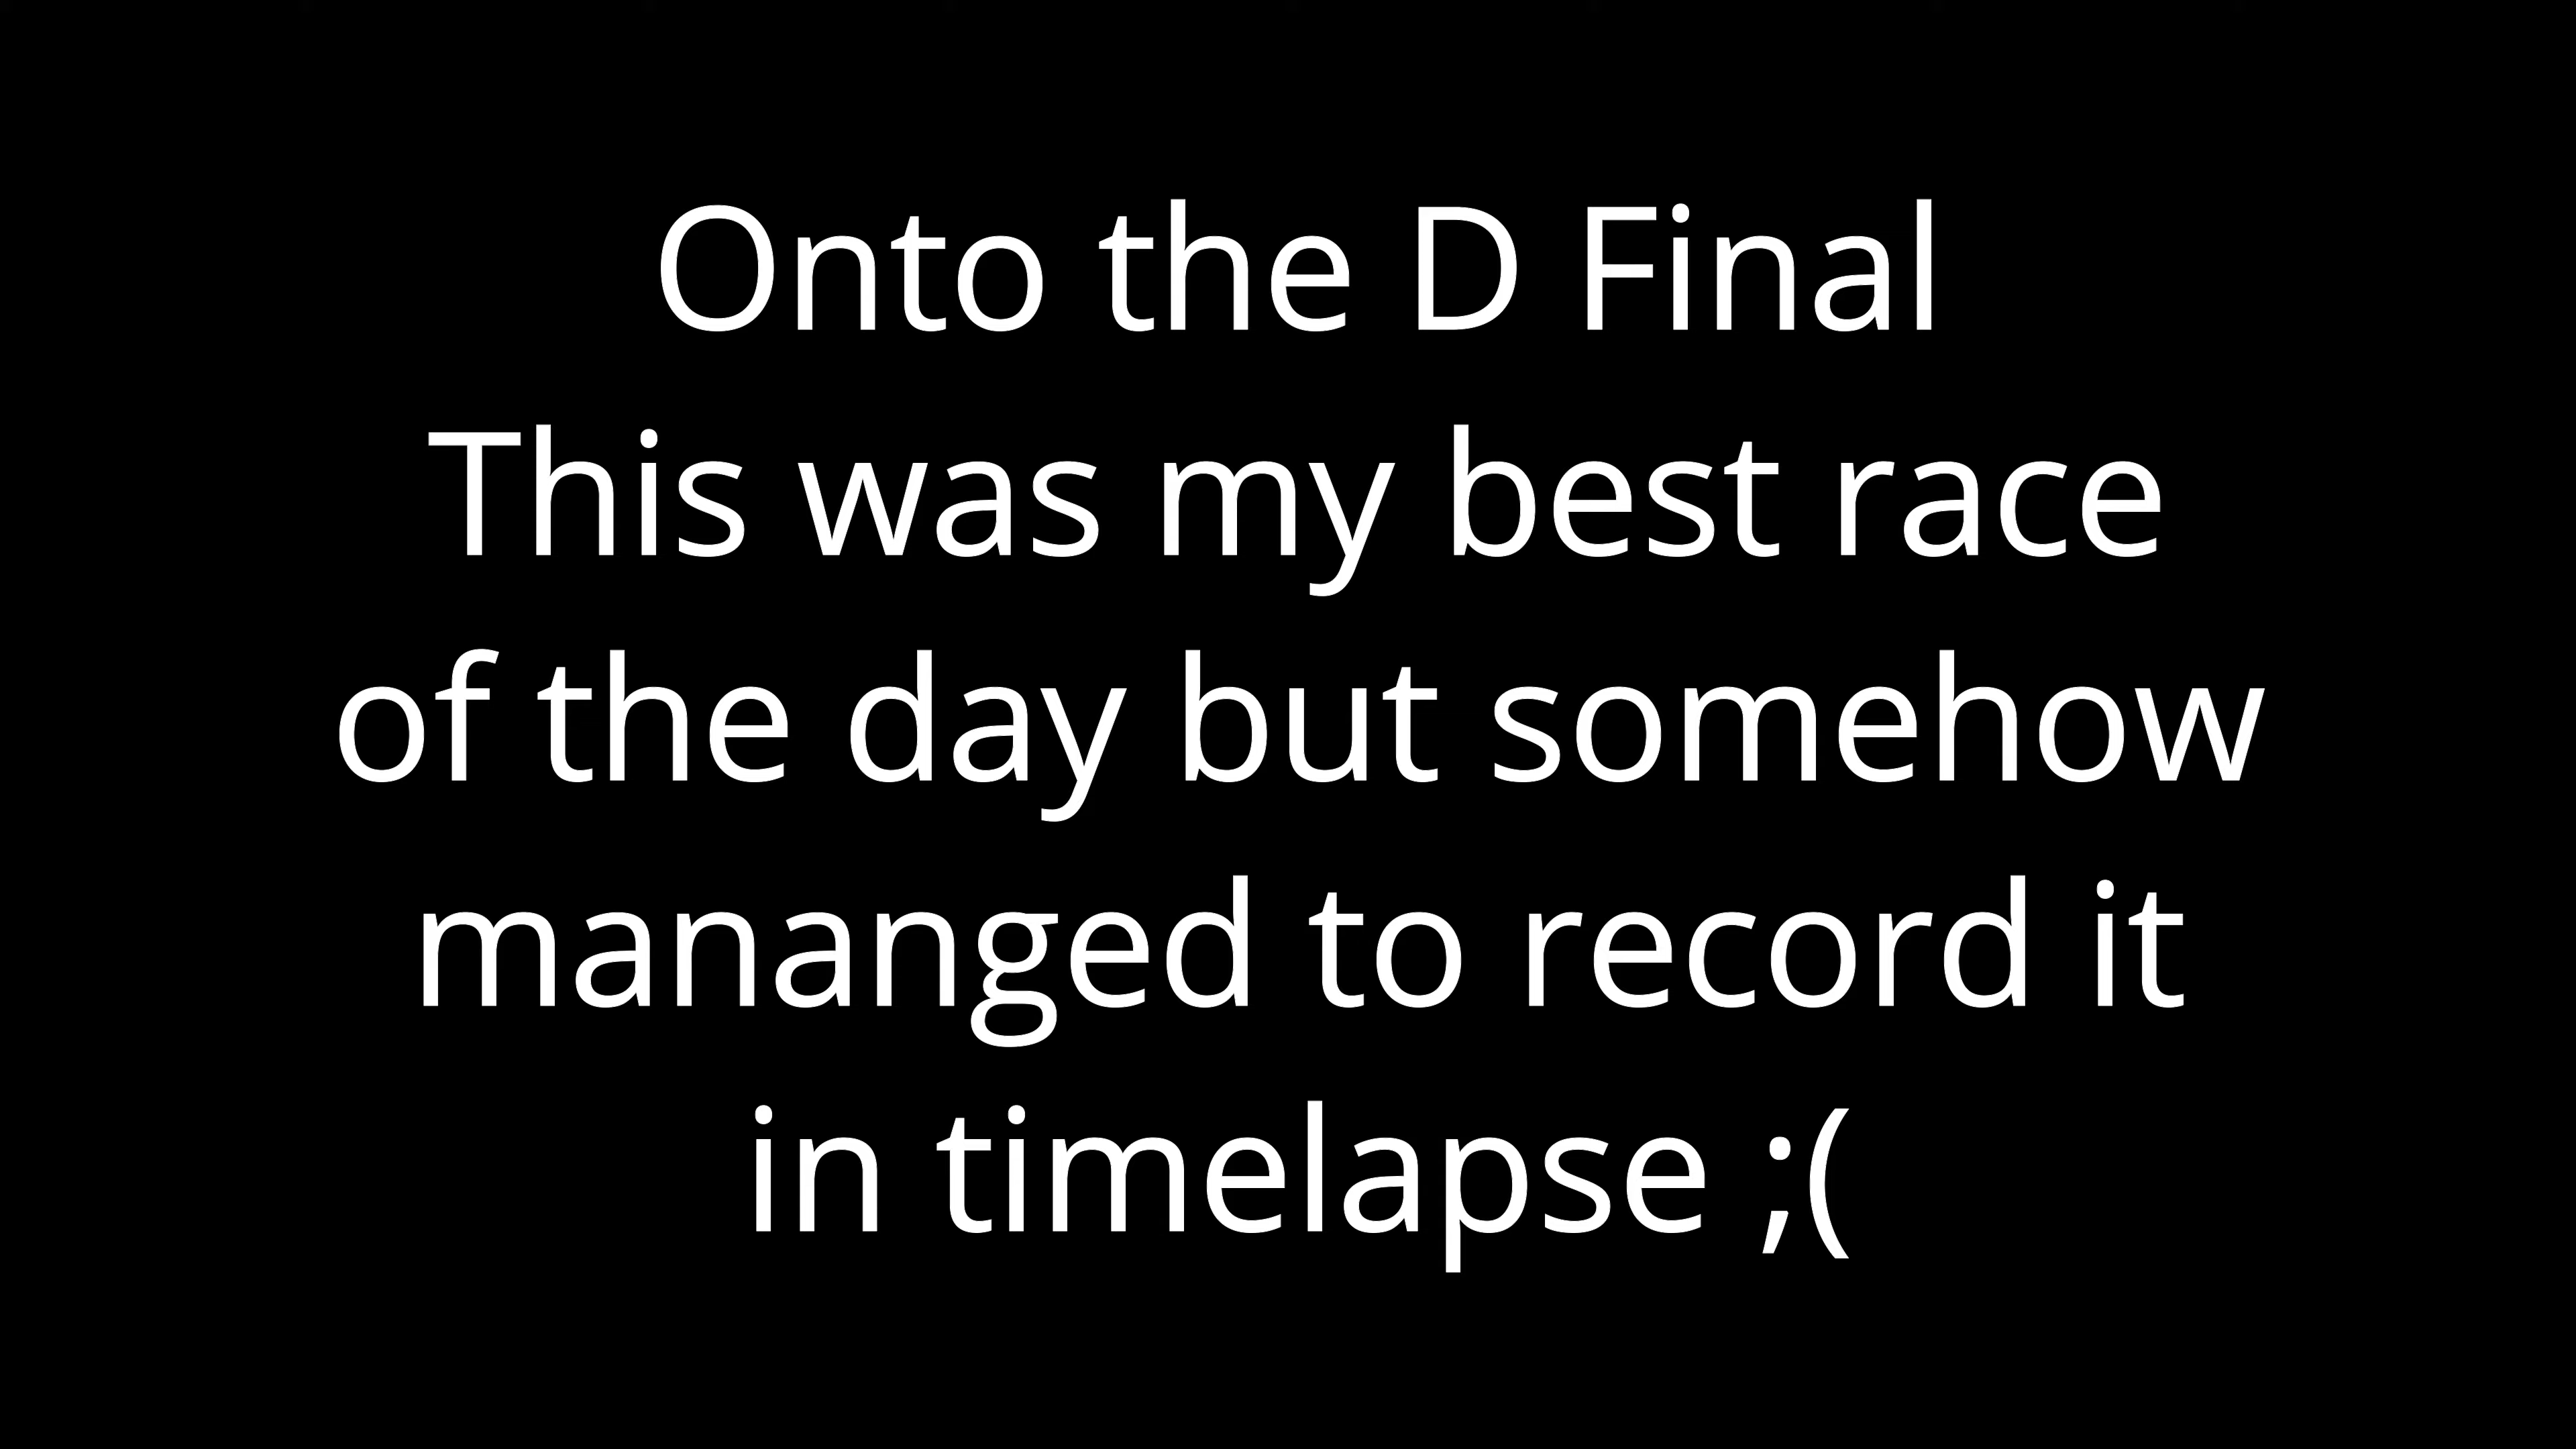 Onto the D Final
This was my best race
of the day but somehow
mananged to record it
in timelapse ;(